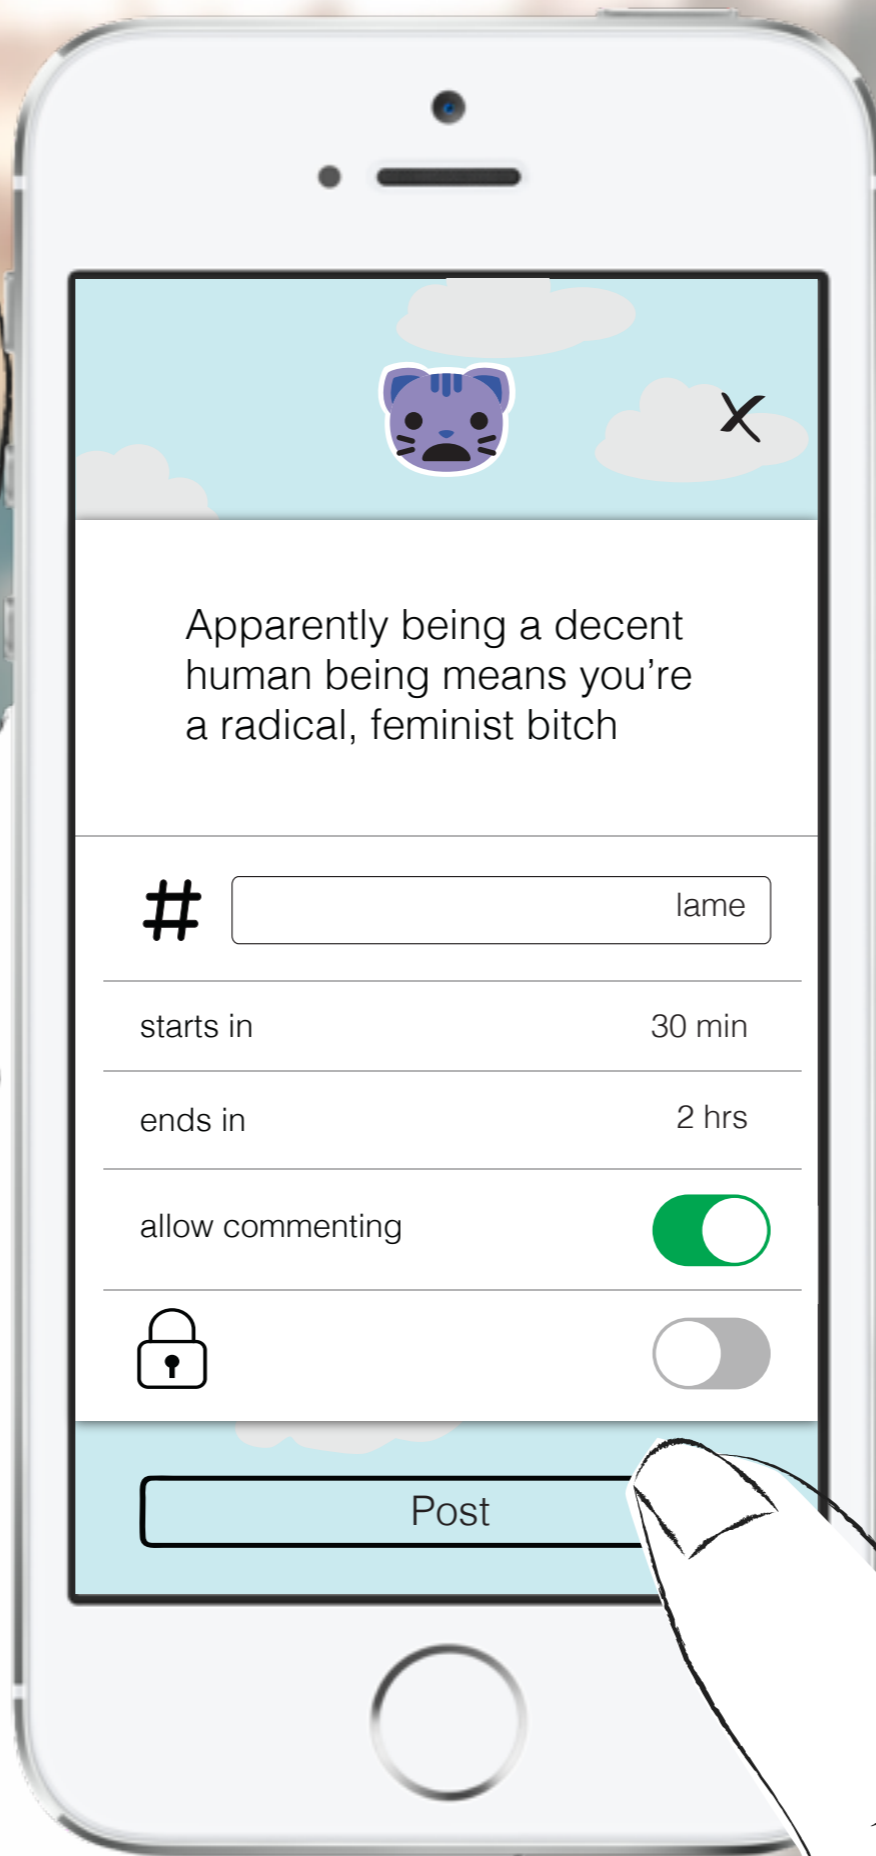 X
Apparently being a decent
human being means you’re
a radical, feminist bitch
# lame
starts in 30 min
ends in 2 hrs
allow commenting
Post